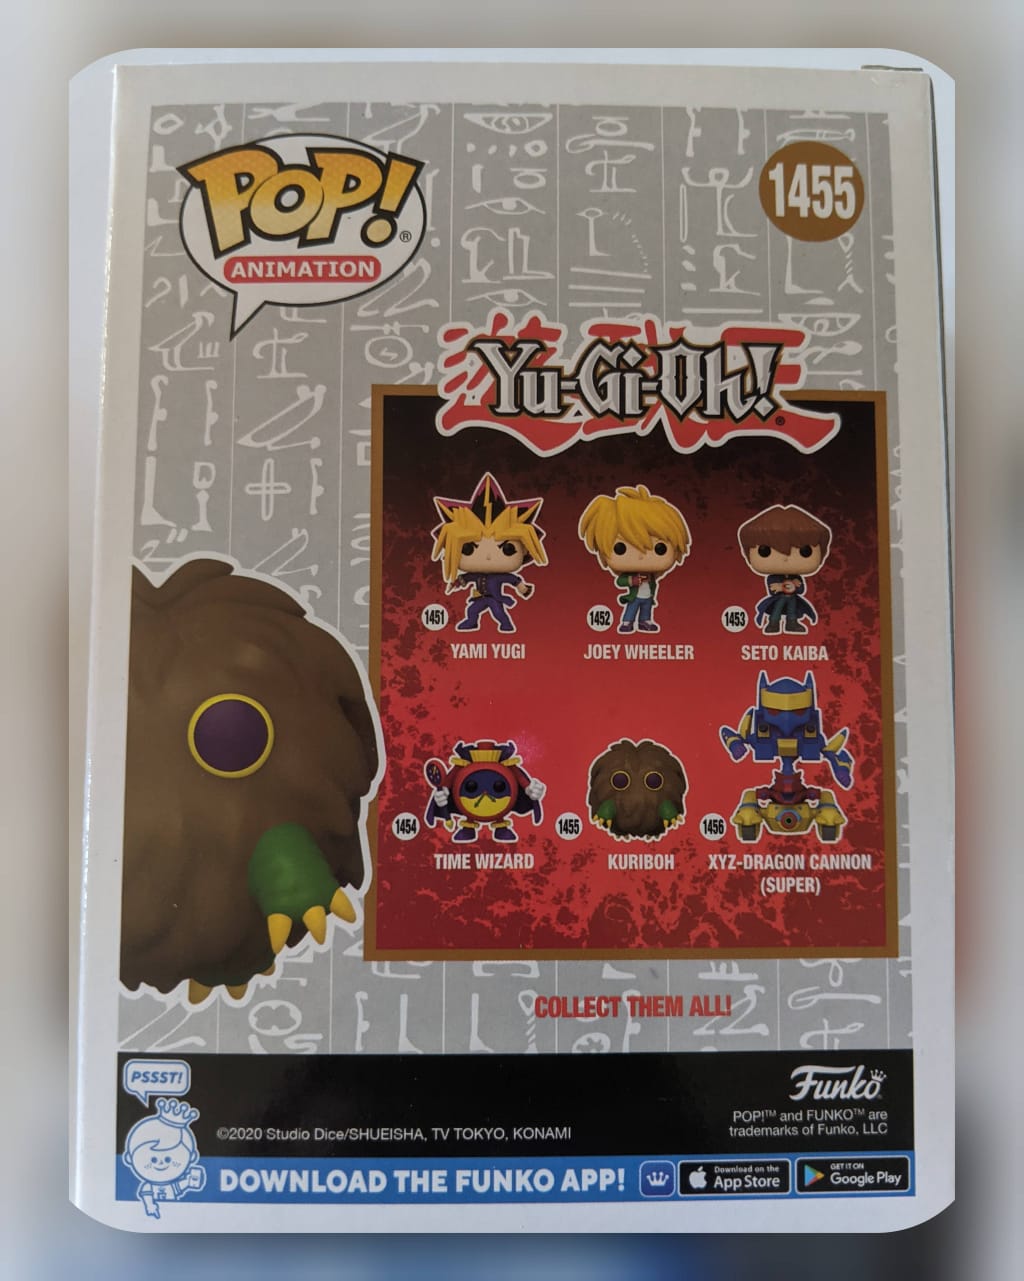 POP!®
ANIMATION
1455
遊戯王
Yu-Gi-Oh!®
1451
YAMI YUGI
1452
JOEY WHEELER
1453
SETO KAIBA
1454
TIME WIZARD
1455
KURIBOH
1456
XYZ-DRAGON CANNON
(SUPER)
COLLECT THEM ALL!
PSSST!
Funko
POP!™ and FUNKO™ are
trademarks of Funko, LLC
©2020 Studio Dice/SHUEISHA, TV TOKYO, KONAMI
DOWNLOAD THE FUNKO APP!
Download on the
App Store
GET IT ON
Google Play